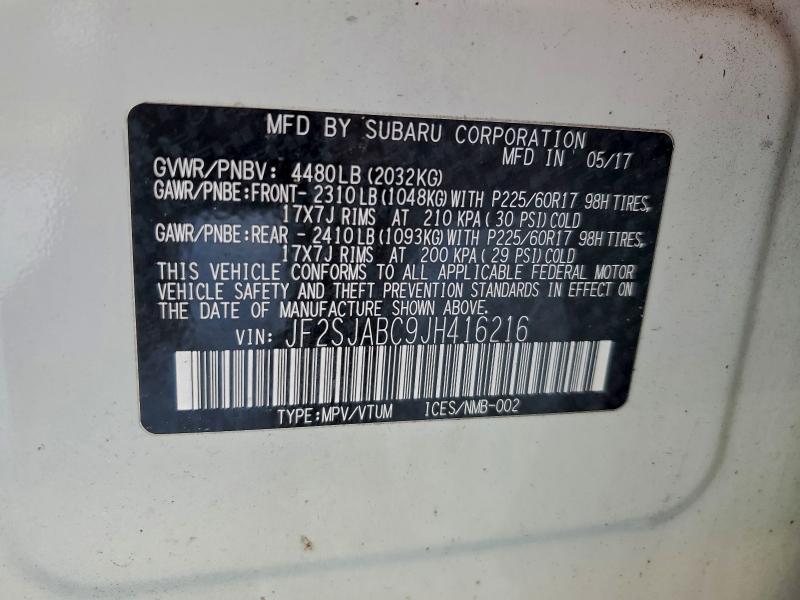 MFD BY SUBARU CORPORATION
MFD IN 05/17
GVWR/PNBV: 4480LB (2032KG)
GAWR/PNBE:FRONT- 2310LB (1048KG) WITH P225/60R17 98H TIRES,
17X7J RIMS AT 210 KPA ( 30 PSI) COLD
GAWR/PNBE:REAR - 2410LB (1093KG) WITH P225/60R17 98H TIRES,
17X7J RIMS AT 200 KPA ( 29 PSI) COLD
THIS VEHICLE CONFORMS TO ALL APPLICABLE FEDERAL MOTOR
VEHICLE SAFETY AND THEFT PREVENTION STANDARDS IN EFFECT ON
THE DATE OF MANUFACTURE SHOWN ABOVE.
VIN: JF2SJABC9JH416216
TYPE:MPV/VTUM ICES/NMB-002